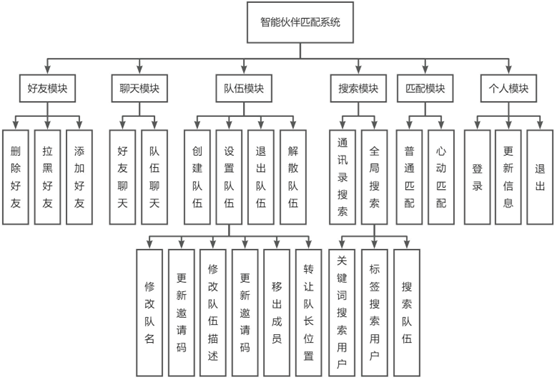 智能伙伴匹配系统
好友模块
聊天模块
队伍模块
搜索模块
匹配模块
个人模块
删除好友
拉黑好友
添加好友
好友聊天
队伍聊天
创建队伍
设置队伍
退出队伍
解散队伍
通讯录搜索
全局搜索
普通匹配
心动匹配
登录
更新信息
退出
修改队名
更新邀请码
修改队伍描述
更新邀请码
移出成员
转让队长位置
关键词搜索用户
标签搜索用户
搜索队伍